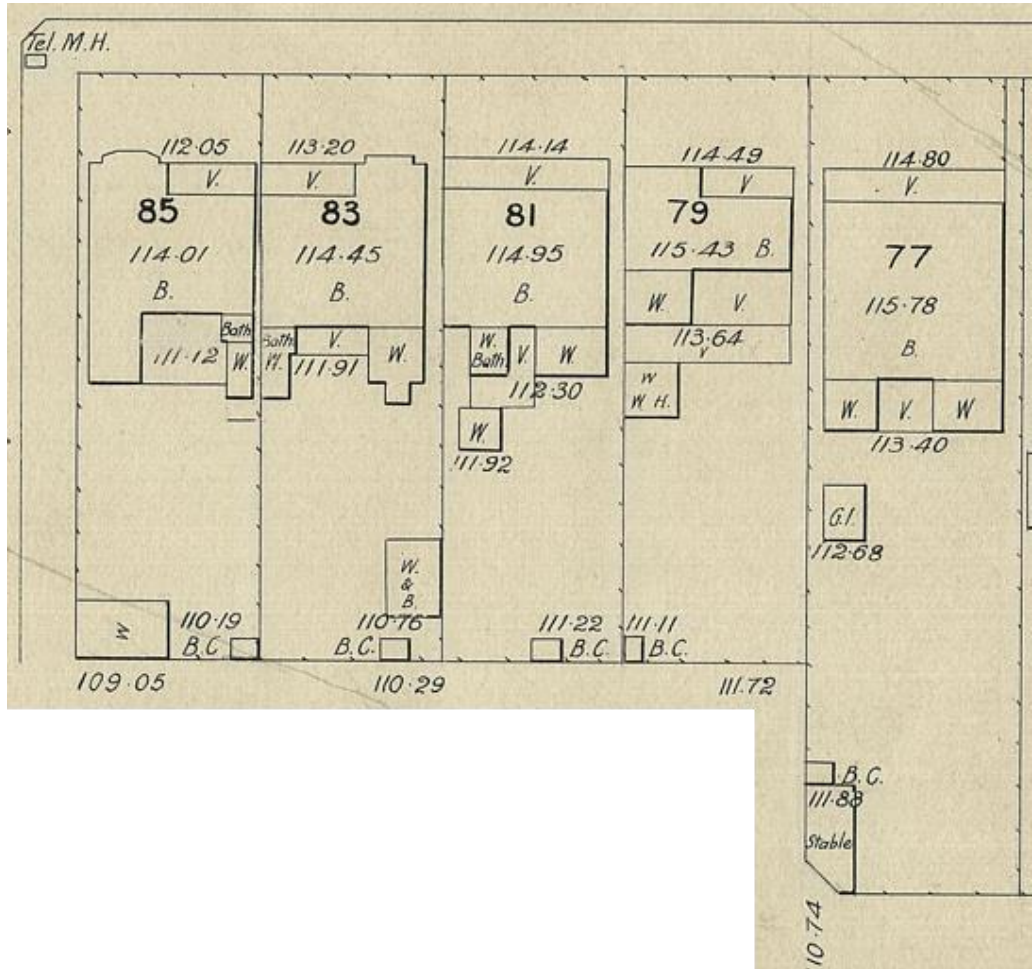 Tel. M.H.
112·05
113·20
114·14
114·49
114·80
V.
V.
V.
V
V.
85
83
81
79
77
114·01
114·45
114·95
115·43 B.
115·78
B.
B.
B.
B.
Bath
W.
111·12
Bath
W.
V.
111·91
W.
W.
Bath
V.
W.
112·30
W.
V.
113·64
V
W
W H.
W.
V.
W
113·40
W.
111·92
G.I.
112·68
W.
&
B.
W
110·19
B.C
110·76
B.C.
111·22
B.C.
111·11
B.C.
109·05
110·29
111·72
B.C.
111·88
Stable
10·74